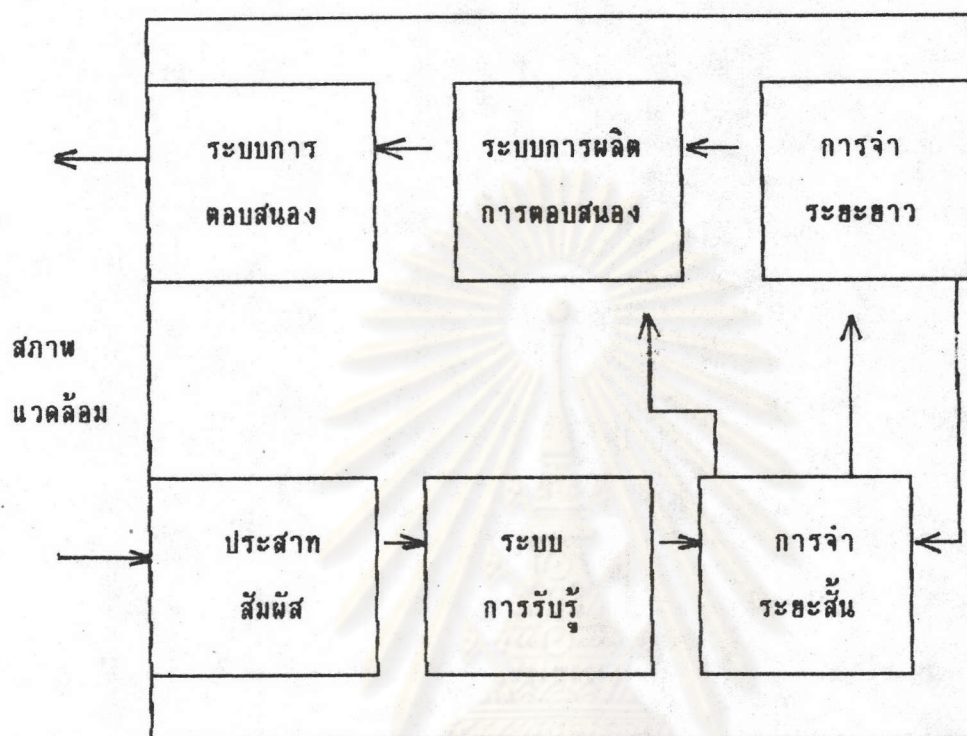 ระบบการ
ตอบสนอง
ระบบการผลิต
การตอบสนอง
การจำ
ระยะยาว
สภาพ
แวดล้อม
ประสาท
สัมผัส
ระบบ
การรับรู้
การจำ
ระยะสั้น